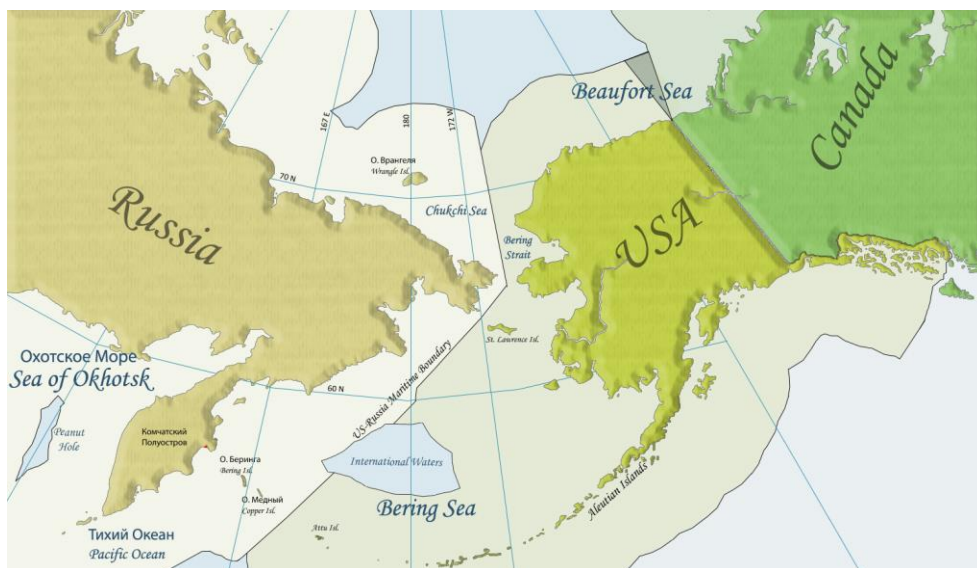 Beaufort Sea
Canada
167 E
180
172 W
О. Врангеля
Wrangle Isl.
70 N
Chukchi Sea
Russia
USA
Bering
Strait
St. Lawrence Isl.
Охотское Море
Sea of Okhotsk
60 N
US-Russia Maritime Boundary
Peanut
Hole
Комчатский
Полуостров
О. Беринга
Bering Isl.
International Waters
О. Медный
Copper Isl.
Bering Sea
Aleutian Islands
Attu Isl.
Тихий Океан
Pacific Ocean